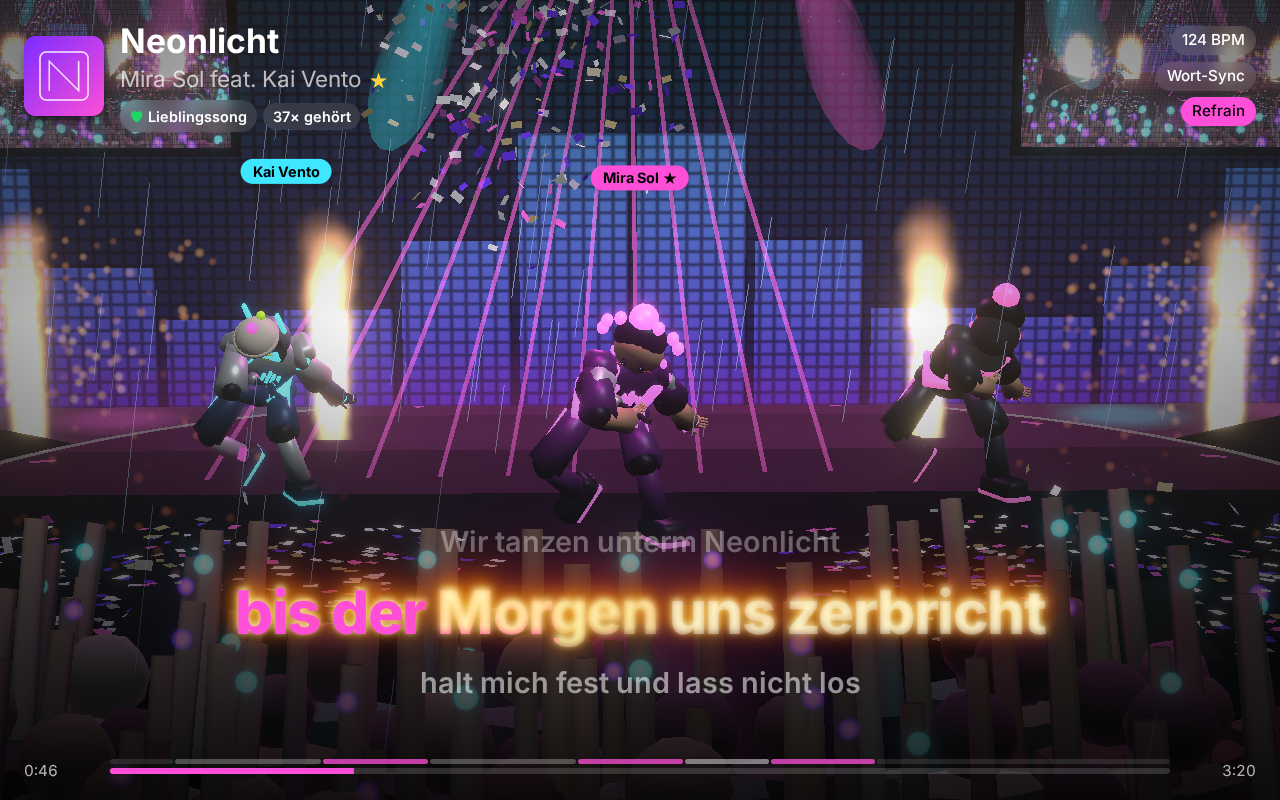 N
Neonlicht
Mira Sol feat. Kai Vento ★
Lieblingssong
37× gehört
124 BPM
Wort-Sync
Refrain
Kai Vento
Mira Sol ★
Wir tanzen unterm Neonlicht
bis der Morgen uns zerbricht
halt mich fest und lass nicht los
0:46
3:20